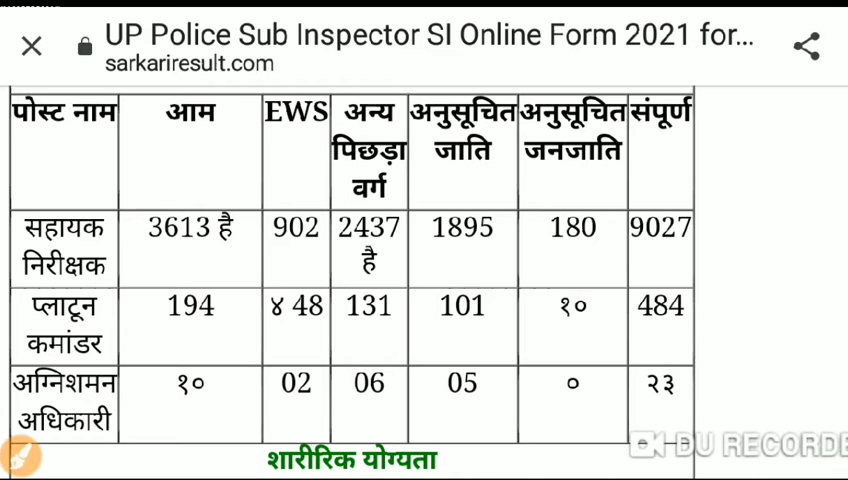 UP Police Sub Inspector SI Online Form 2021 for...
sarkariresult.com
पोस्ट नाम आम EWS अन्य पिछड़ा वर्ग अनुसूचित जाति अनुसूचित जनजाति संपूर्ण
सहायक निरीक्षक 3613 है 902 2437 है 1895 180 9027
प्लाटून कमांडर 194 ४ 48 131 101 १० 484
अग्निशमन अधिकारी १० 02 06 05 ० २३
शारीरिक योग्यता
DU RECORDE